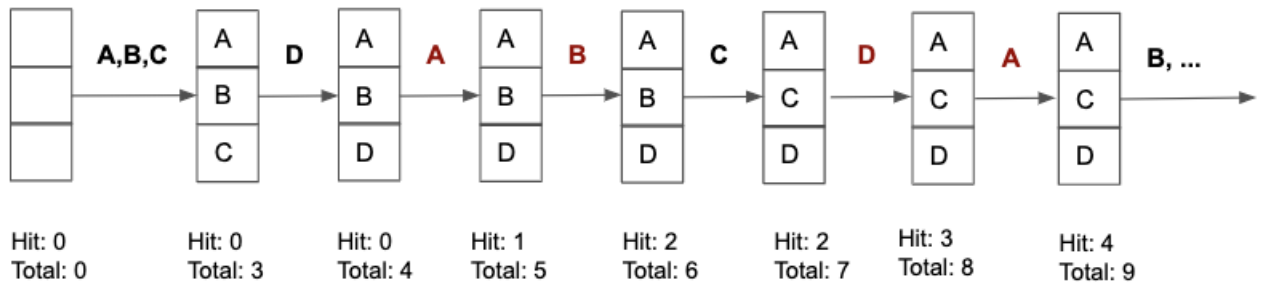 A,B,C D A B C D A B, ...
A A A A A A A
B B B B C C C
C D D D D D D
Hit: 0 Hit: 0 Hit: 0 Hit: 1 Hit: 2 Hit: 2 Hit: 3 Hit: 4
Total: 0 Total: 3 Total: 4 Total: 5 Total: 6 Total: 7 Total: 8 Total: 9